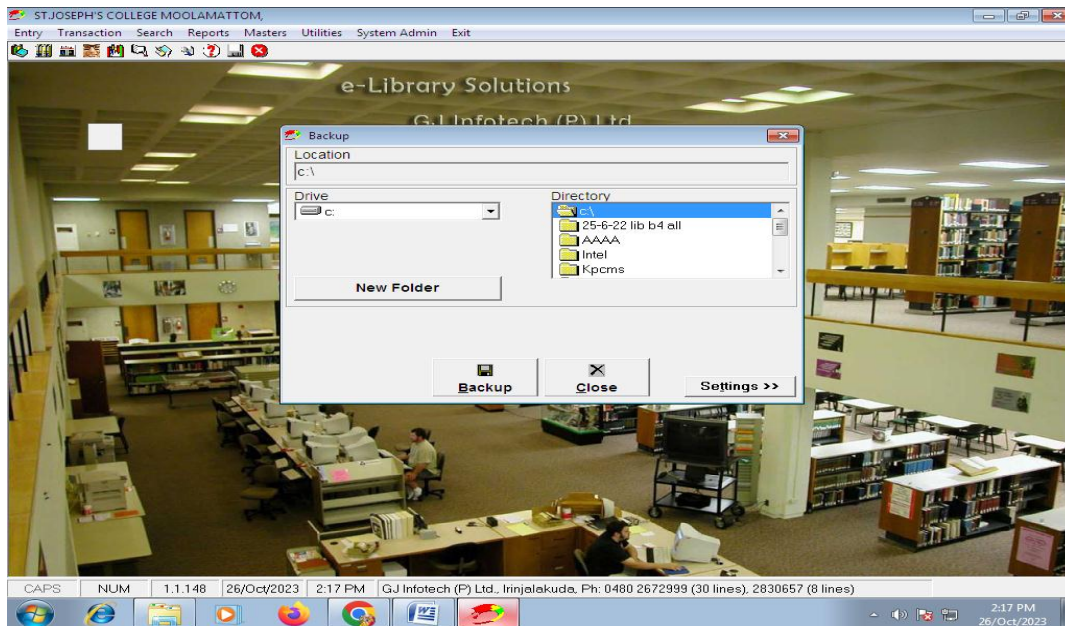 ST.JOSEPH'S COLLEGE MOOLAMATTOM,
Entry Transaction Search Reports Masters Utilities System Admin Exit
e-Library Solutions
GJ Infotech (P) Ltd
Backup
Location
c:\
Drive
Directory
c:
c:\
25-6-22 lib b4 all
AAAA
Intel
Kpcms
New Folder
Backup
Close
Settings >>
CAPS NUM 1.1.148 26/Oct/2023 2:17 PM GJ Infotech (P) Ltd., Irinjalakuda, Ph: 0480 2672999 (30 lines), 2830657 (8 lines)
2:17 PM
26/Oct/2023